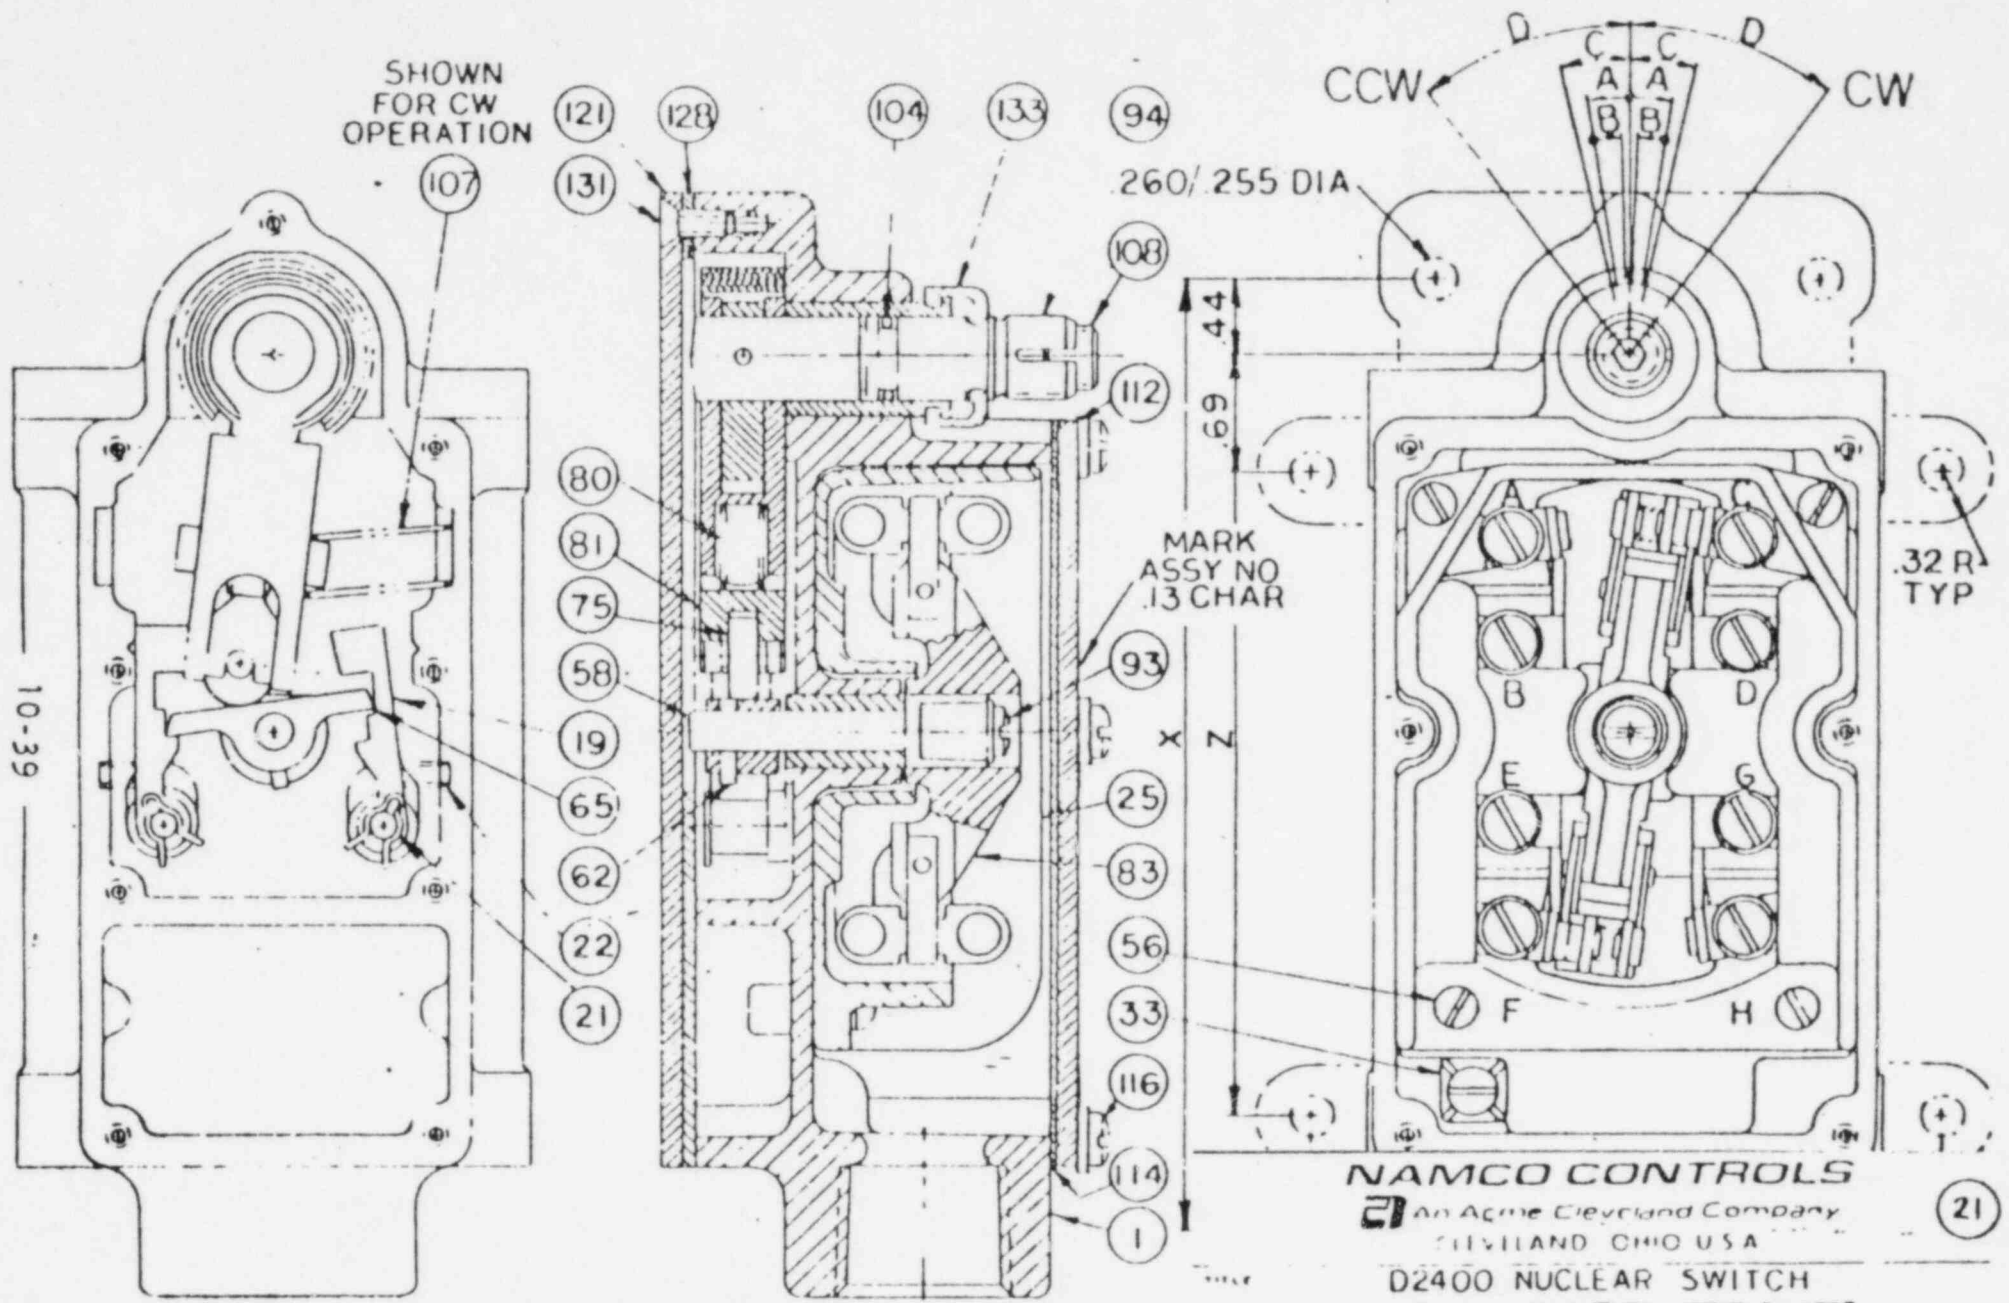 SHOWN
FOR CW
OPERATION
107
121
128
104
133
94
131
108
112
80
81
75
58
19
65
62
22
21
MARK
ASSY NO
.13 CHAR
93
25
83
56
33
116
114
1
X
Z
.44
.69
.260/.255 DIA
CCW
CW
D
D
C
C
A
A
B
B
.32 R
TYP
A
C
B
D
E
G
F
H
10-39
NAMCO CONTROLS
An Acme Cleveland Company
CLEVELAND OHIO USA
21
TITLE
D2400 NUCLEAR SWITCH